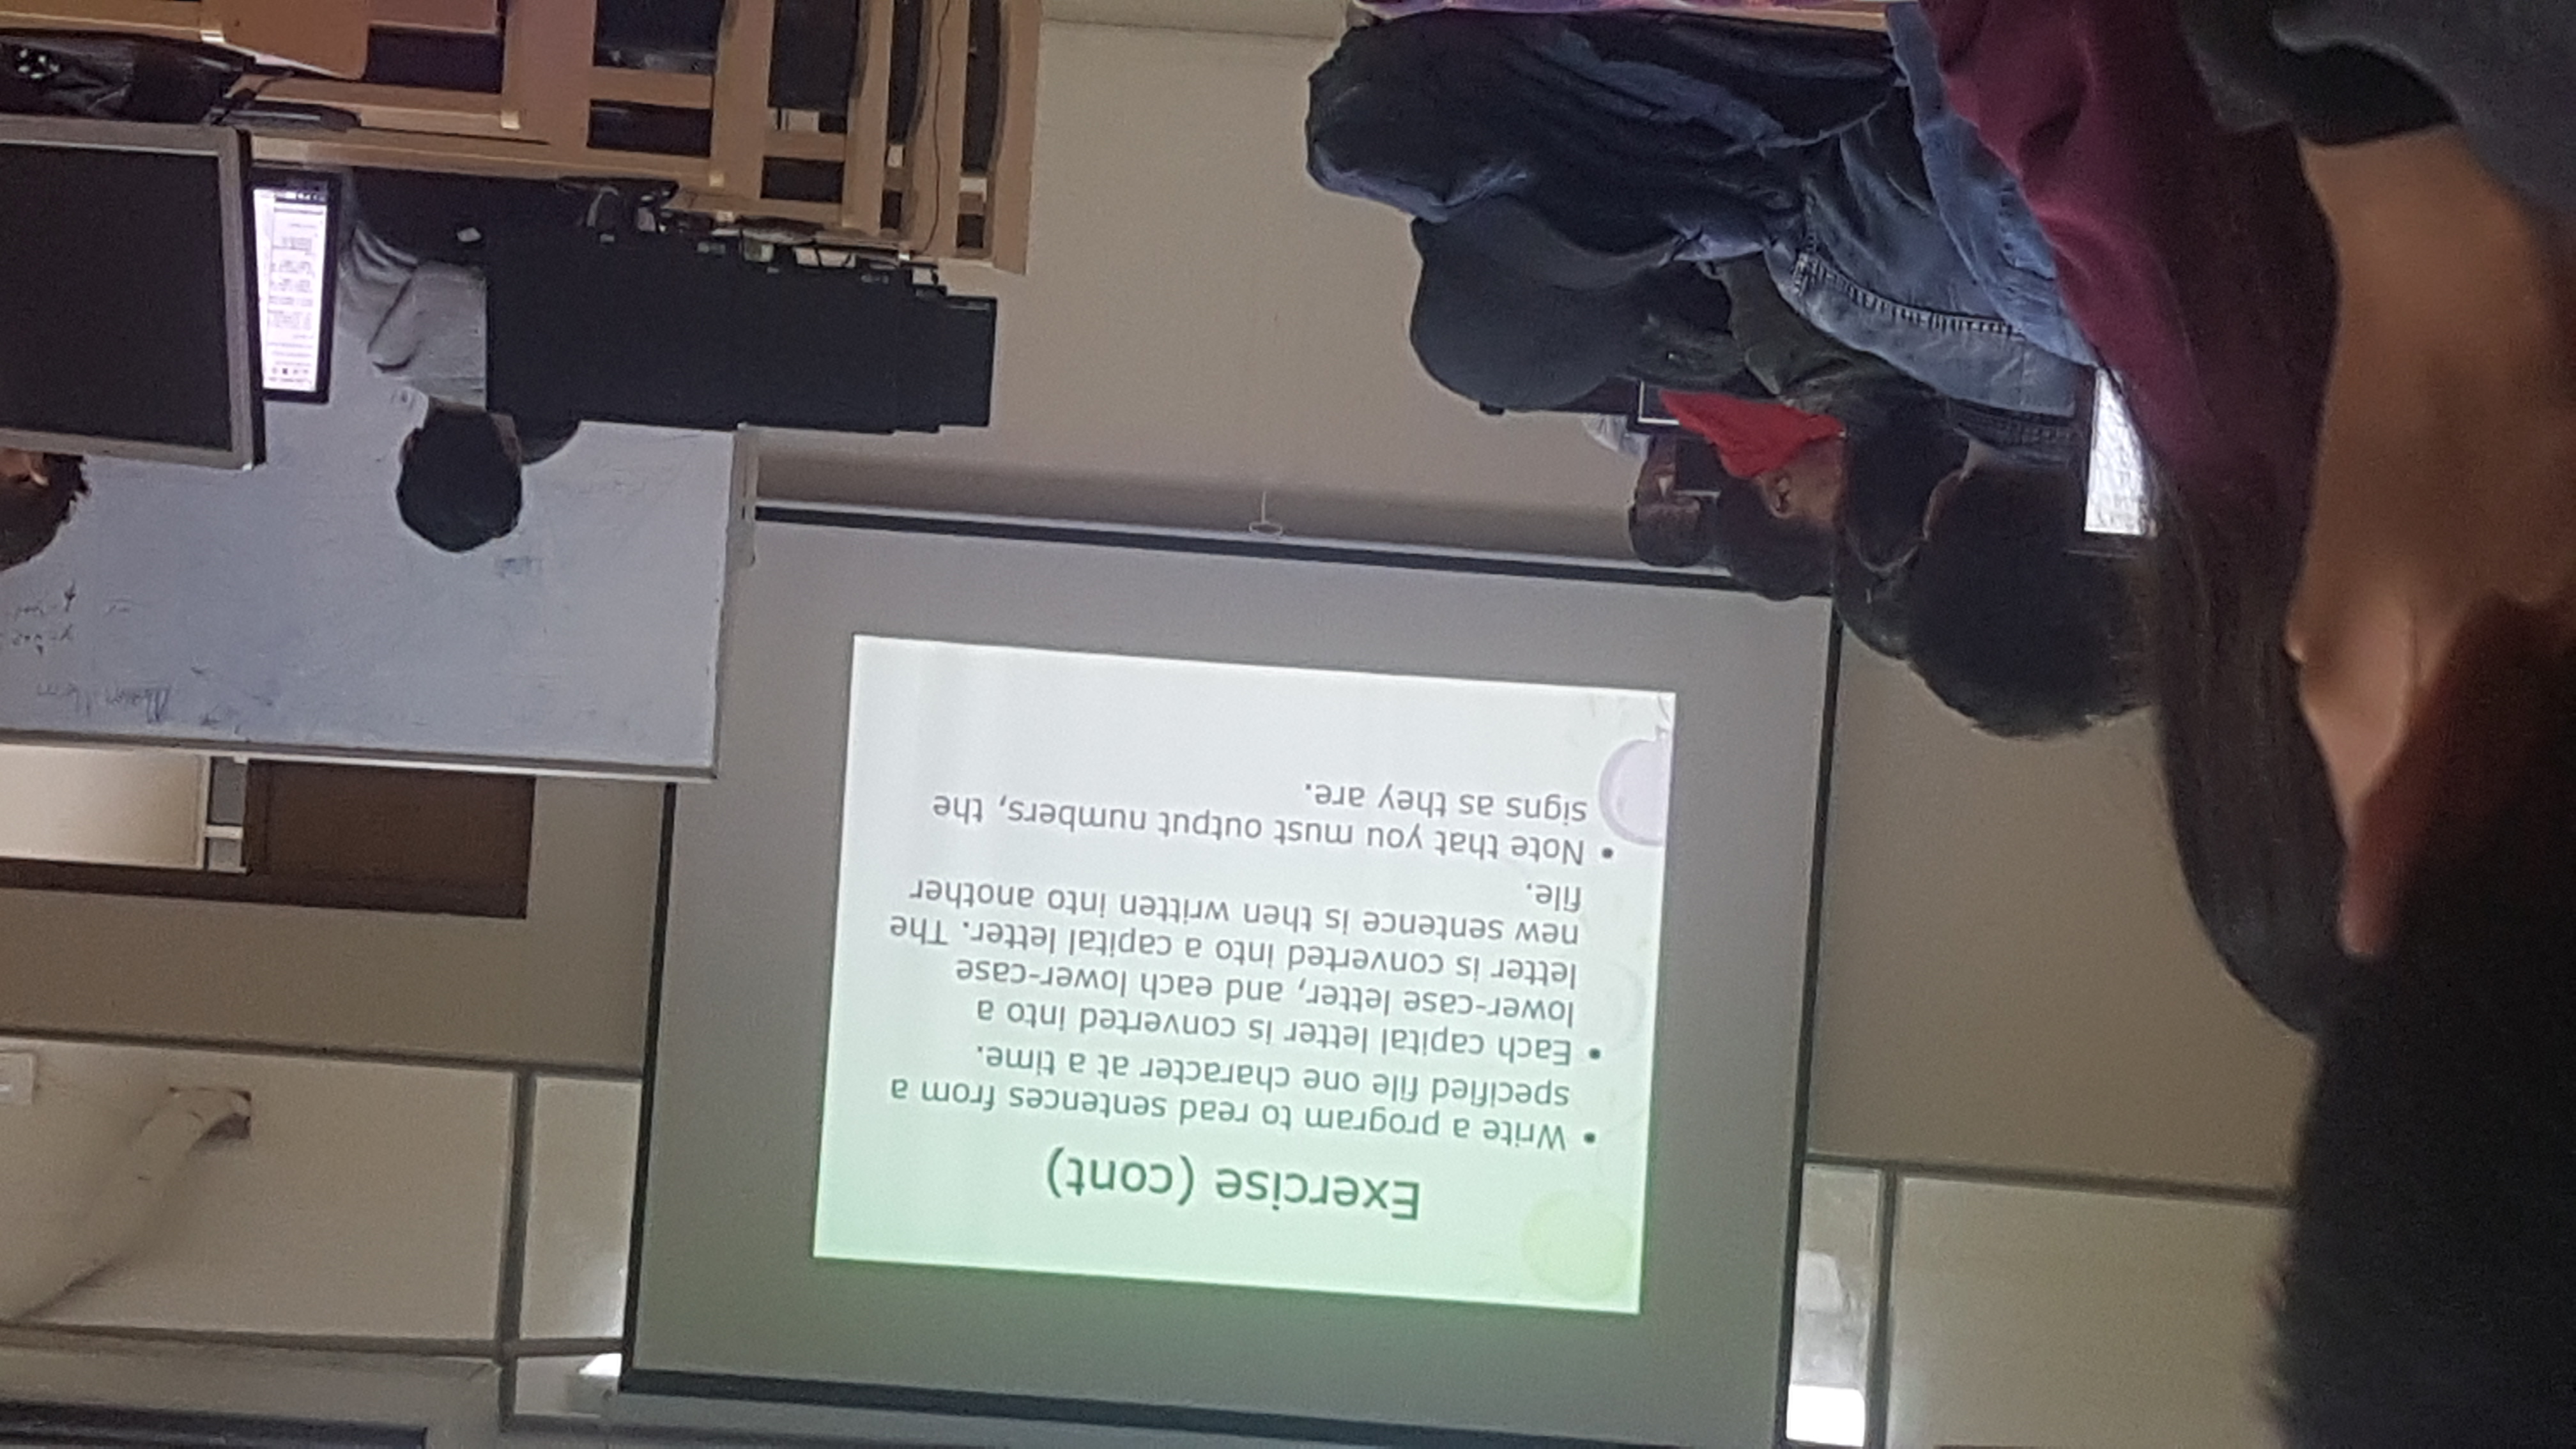 Exercise (cont)
• Write a program to read sentences from a
specified file one character at a time.
• Each capital letter is converted into a
lower-case letter, and each lower-case
letter is converted into a capital letter. The
new sentence is then written into another
file.
• Note that you must output numbers, the
signs as they are.